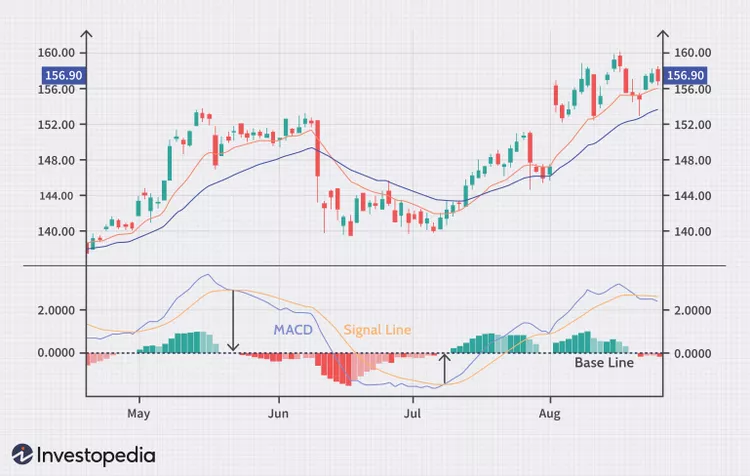 160.00 160.00
156.90 156.90
156.00 156.00
152.00 152.00
148.00 148.00
144.00 144.00
140.00 140.00
2.0000 MACD Signal Line 2.0000
0.0000 0.0000
Base Line
May Jun Jul Aug
Investopedia